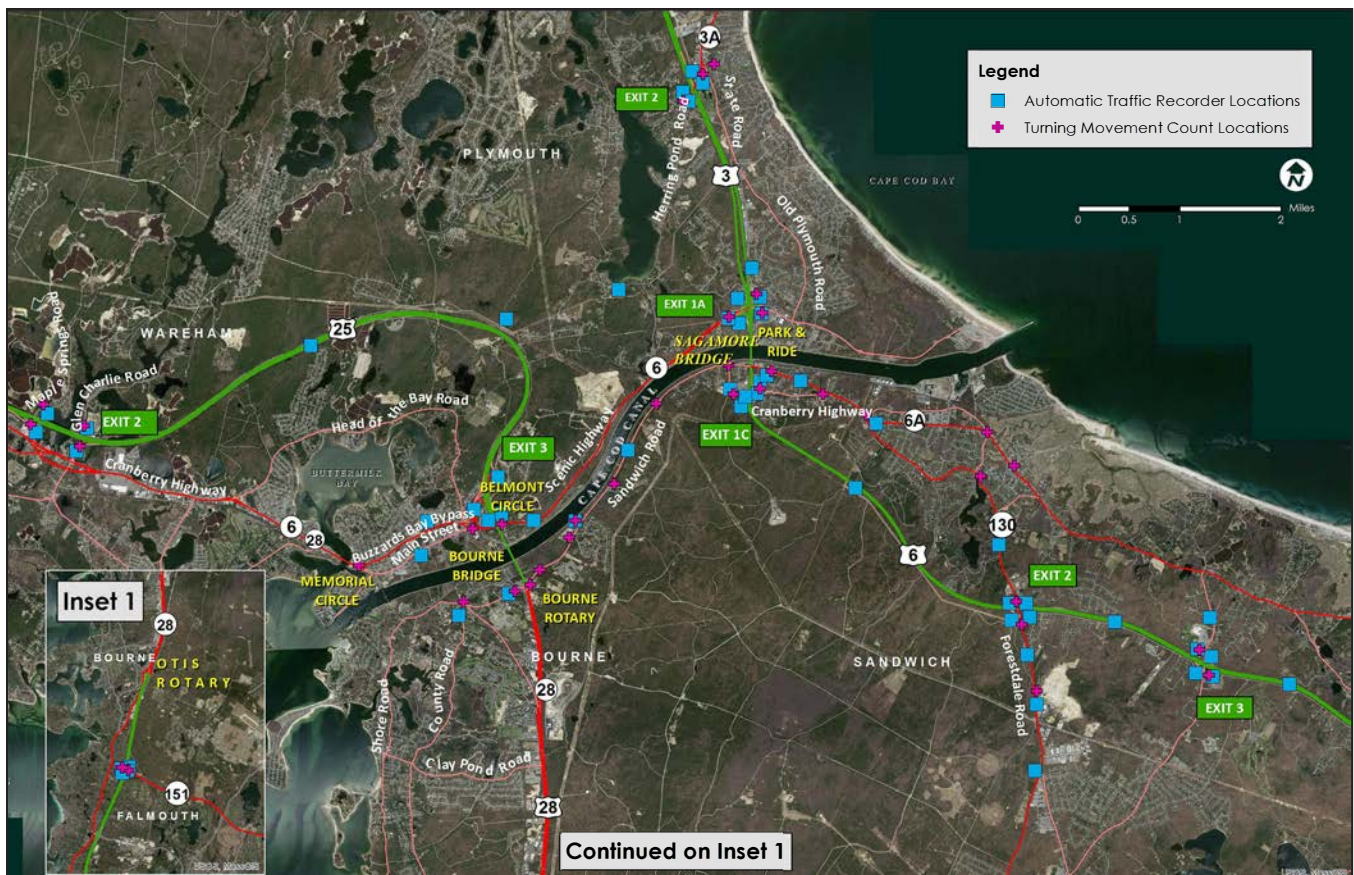 3A
Legend
Automatic Traffic Recorder Locations
Turning Movement Count Locations
EXIT 2
State Road
Herring Pond Road
PLYMOUTH
3
CAPE COD BAY
N
0 0.5 1 2 Miles
Old Plymouth Road
EXIT 1A
WAREHAM
25
PARK & RIDE
SAGAMORE BRIDGE
Maple Springs Road
Glen Charlie Road
6
EXIT 2
Head of the Bay Road
Cranberry Highway
6A
EXIT 1C
EXIT 3
Scenic Highway
CAPE COD CANAL
Sandwich Road
Cranberry Highway
BUTTERMILK BAY
BELMONT CIRCLE
6
28
Buzzards Bay Bypass
Main Street
130
6
BOURNE BRIDGE
MEMORIAL CIRCLE
EXIT 2
Inset 1
BOURNE ROTARY
28
BOURNE
OTIS ROTARY
BOURNE
SANDWICH
28
Shore Road
County Road
Forestdale Road
EXIT 3
Clay Pond Road
151
FALMOUTH
28
Continued on Inset 1